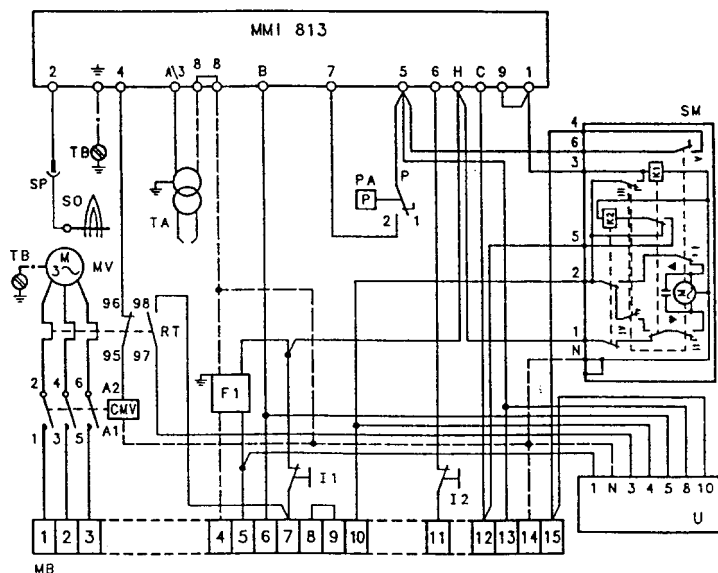 MMI 813
2 ⏚ 4 A\3 8 8 B 7 5 6 H C 9 1
SM
4
6
3
5
2
1
N
K1
K2
M
II
III
IV
V
TB
SP
SO
TA
PA
P
P
2 1
TB
M
3
MV
96 98
RT
95 97
2 4 6 A2
CMV
1 3 5 A1
F1
I1
I2
1 N 3 4 5 8 10
U
1 2 3 4 5 6 7 8 9 10 11 12 13 14 15
MB